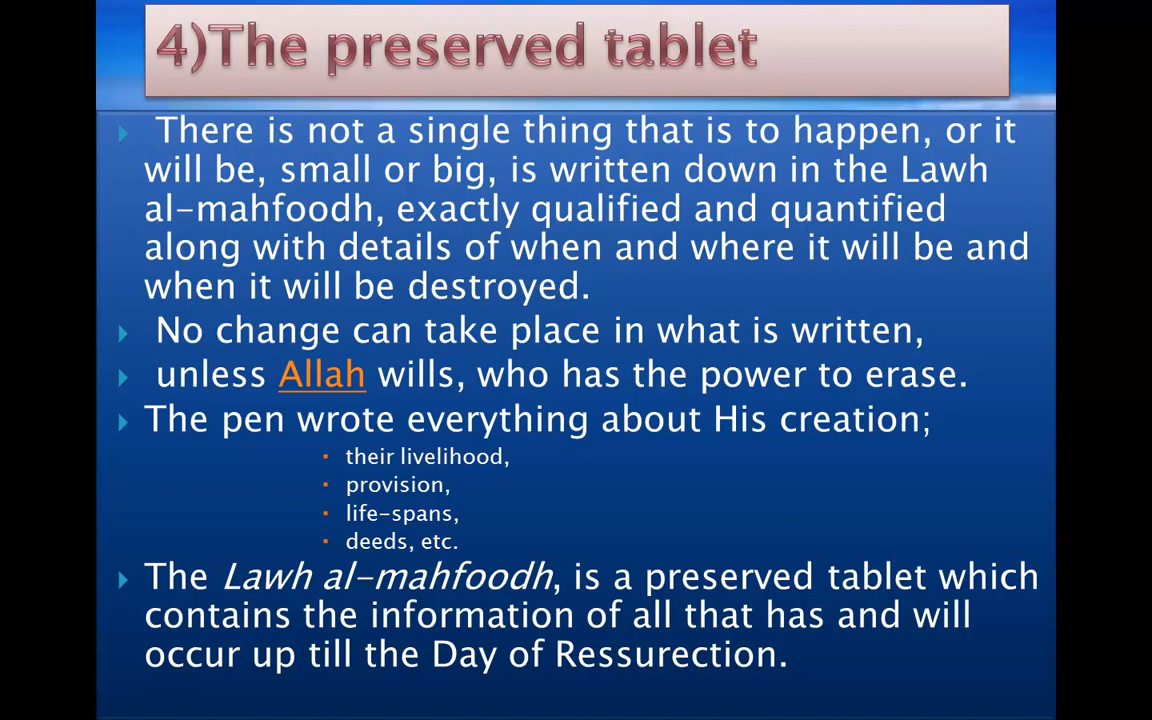 4)The preserved tablet
There is not a single thing that is to happen, or it
will be, small or big, is written down in the Lawh
al-mahfoodh, exactly qualified and quantified
along with details of when and where it will be and
when it will be destroyed.
No change can take place in what is written,
unless Allah wills, who has the power to erase.
The pen wrote everything about His creation;
their livelihood,
provision,
life-spans,
deeds, etc.
The Lawh al-mahfoodh, is a preserved tablet which
contains the information of all that has and will
occur up till the Day of Ressurection.